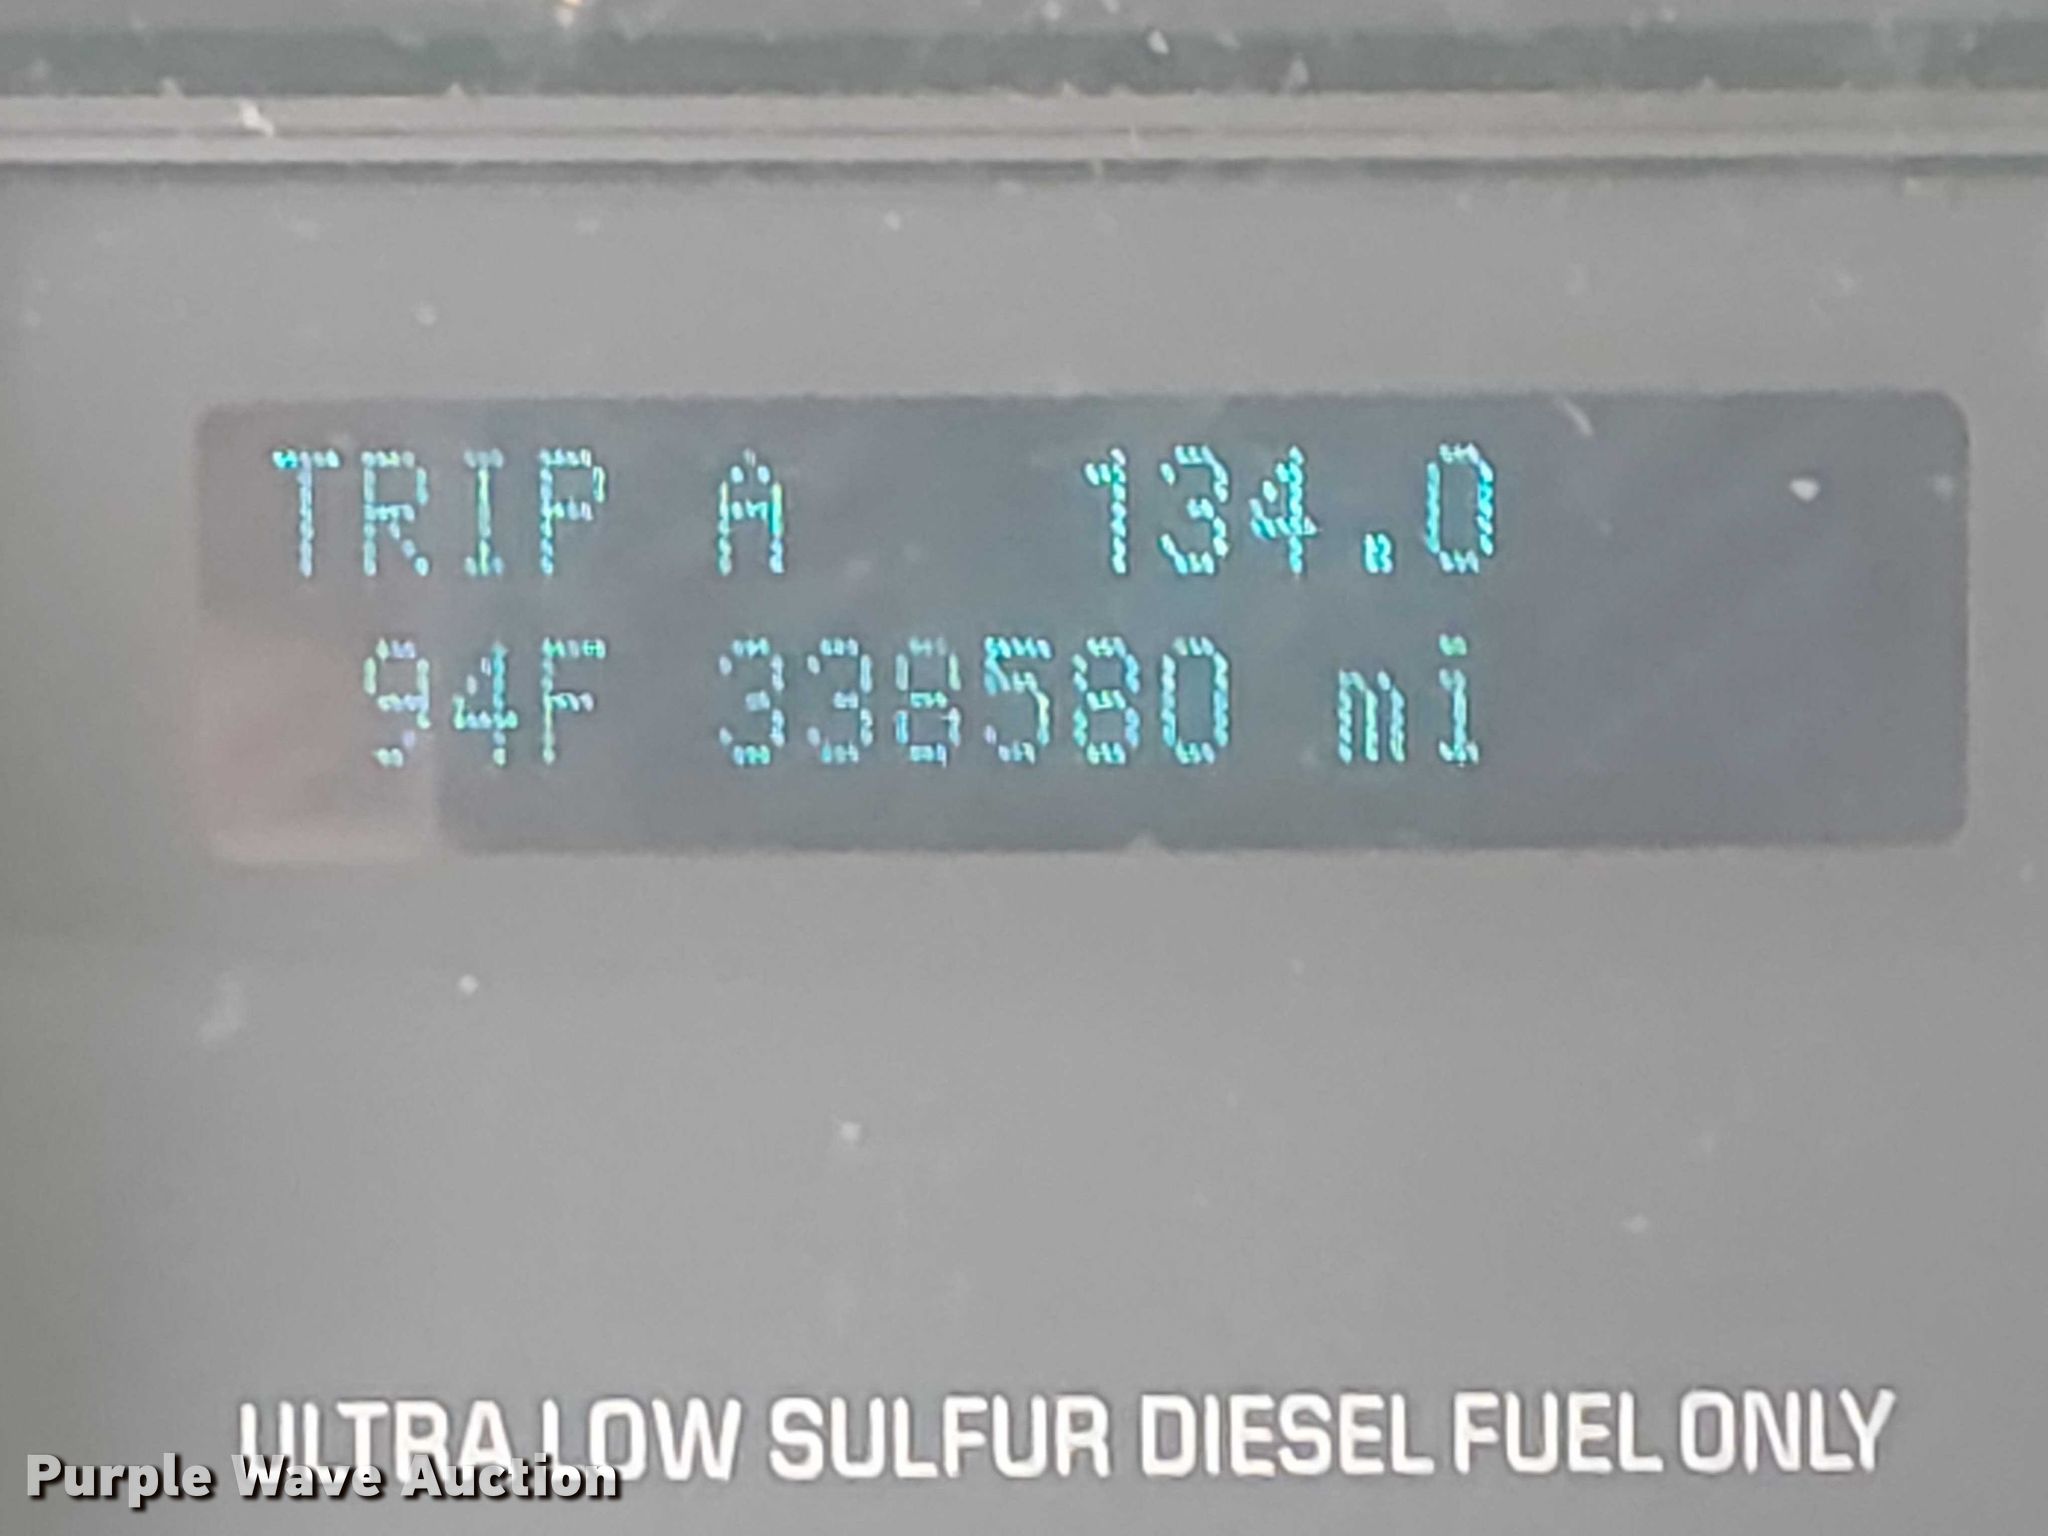 TRIP A 134.0
94F 338580 mi
ULTRA LOW SULFUR DIESEL FUEL ONLY
Purple Wave Auction